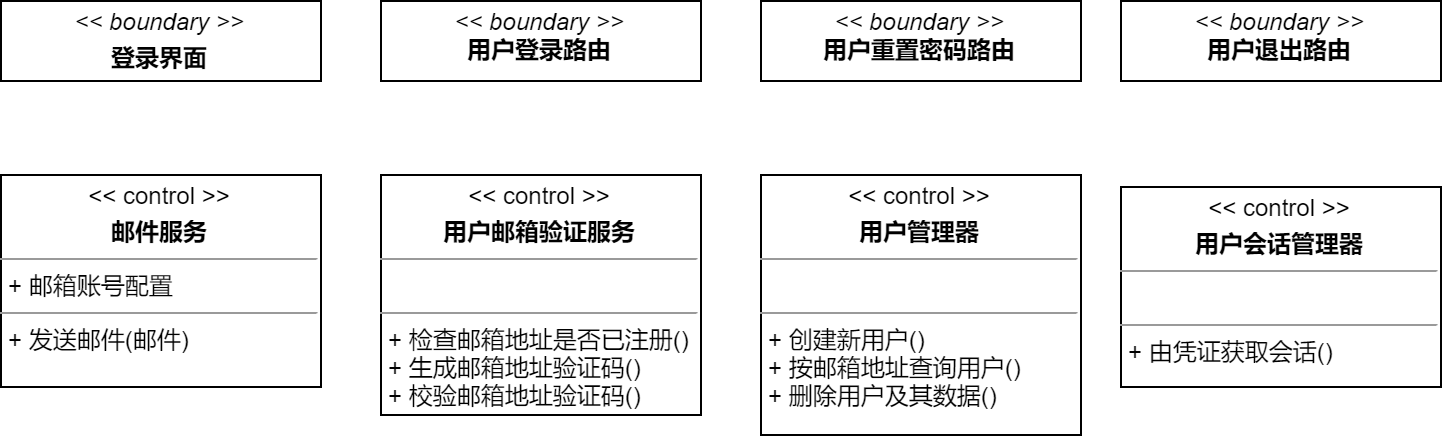 << boundary >>
登录界面
<< boundary >>
用户登录路由
<< boundary >>
用户重置密码路由
<< boundary >>
用户退出路由
<< control >>
邮件服务
+ 邮箱账号配置
+ 发送邮件(邮件)
<< control >>
用户邮箱验证服务
+ 检查邮箱地址是否已注册()
+ 生成邮箱地址验证码()
+ 校验邮箱地址验证码()
<< control >>
用户管理器
+ 创建新用户()
+ 按邮箱地址查询用户()
+ 删除用户及其数据()
<< control >>
用户会话管理器
+ 由凭证获取会话()